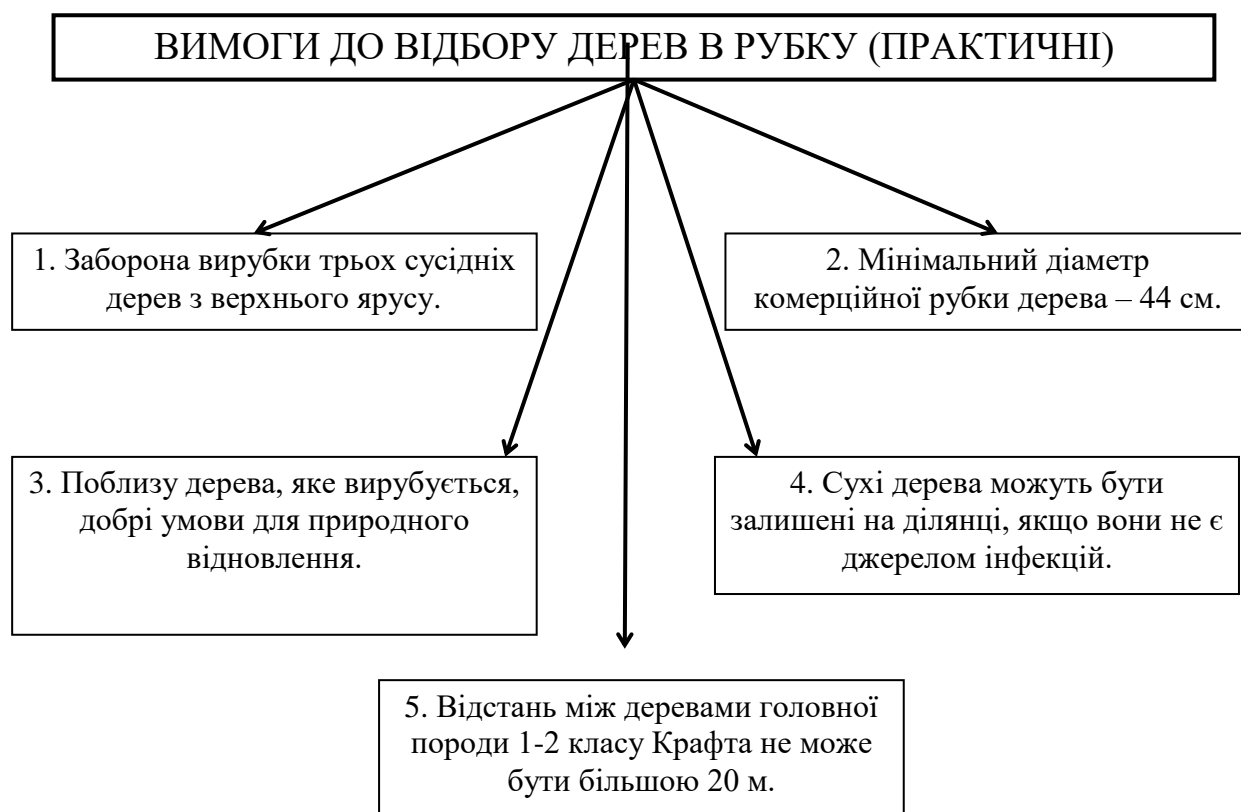 ВИМОГИ ДО ВІДБОРУ ДЕРЕВ В РУБКУ (ПРАКТИЧНІ)
1. Заборона вирубки трьох сусідніх
дерев з верхнього ярусу.
2. Мінімальний діаметр
комерційної рубки дерева – 44 см.
3. Поблизу дерева, яке вирубується,
добрі умови для природного
відновлення.
4. Сухі дерева можуть бути
залишені на ділянці, якщо вони не є
джерелом інфекцій.
5. Відстань між деревами головної
породи 1-2 класу Крафта не може
бути більшою 20 м.